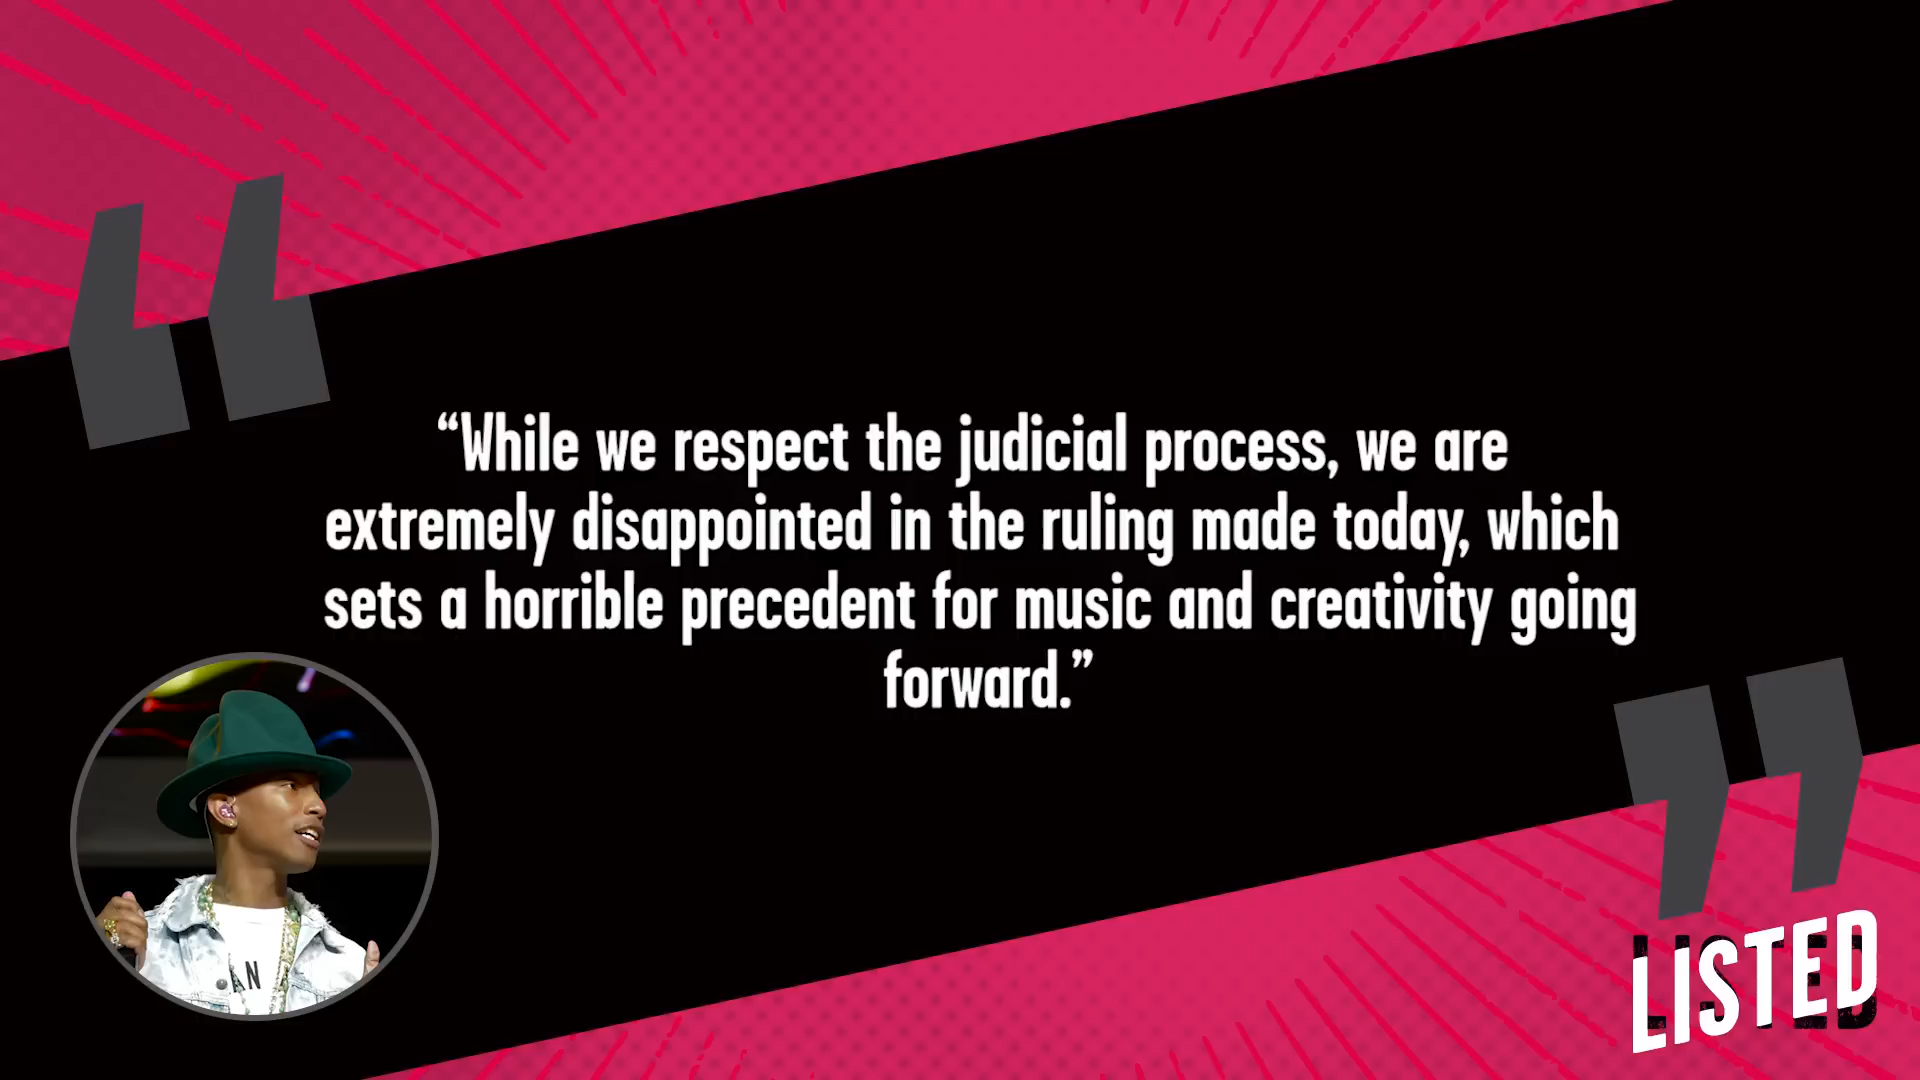 “While we respect the judicial process, we are
extremely disappointed in the ruling made today, which
sets a horrible precedent for music and creativity going
forward.”
AN
LISTED